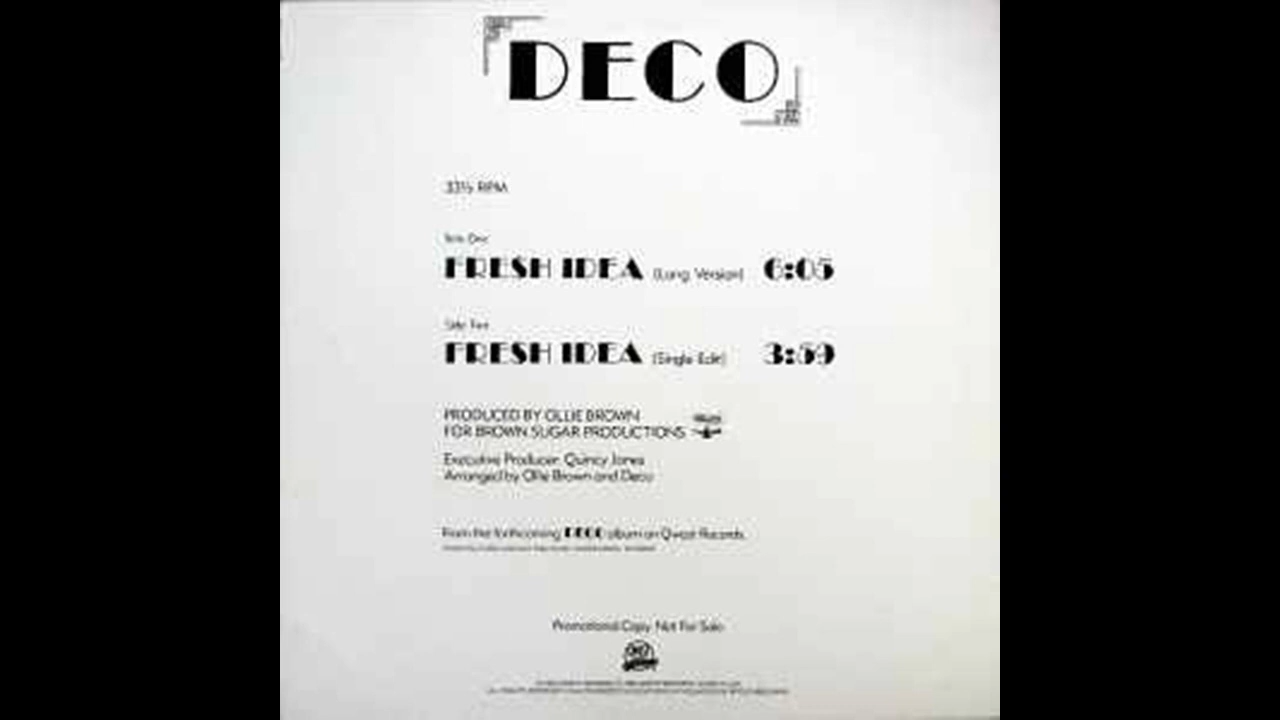 DECO
33⅓ RPM
Side One
FRESH IDEA (Long Version) 6:05
Side Two
FRESH IDEA (Single Edit) 3:59
PRODUCED BY OLLIE BROWN
FOR BROWN SUGAR PRODUCTIONS
Executive Producer: Quincy Jones
Arranged by Ollie Brown and Deco
From the forthcoming DECO album on Qwest Records.
Promotional Copy Not For Sale